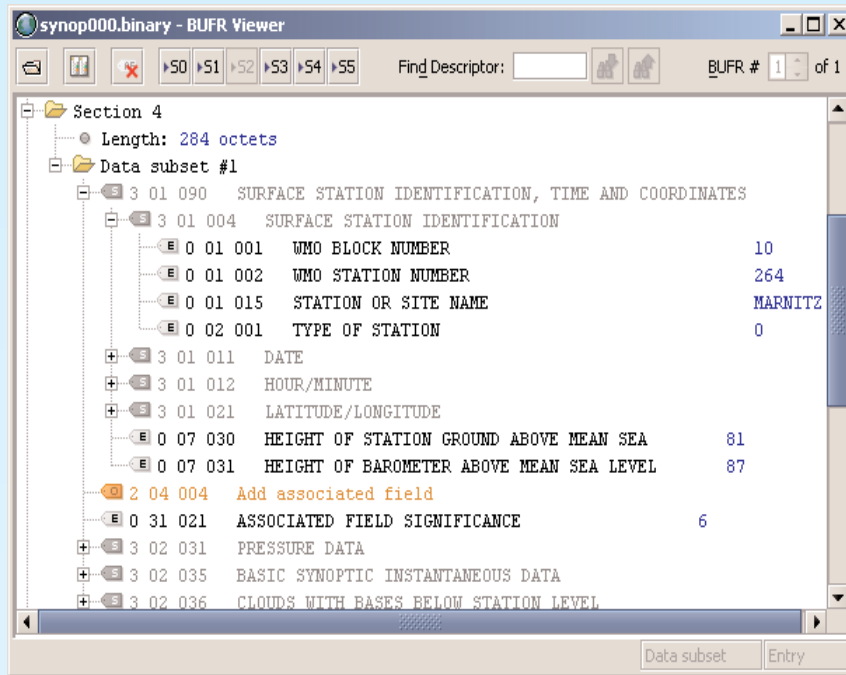 synop000.binary - BUFR Viewer
S0 S1 S2 S3 S4 S5 Find Descriptor: BUFR # 1 of 1
Section 4
Length: 284 octets
Data subset #1
S 3 01 090 SURFACE STATION IDENTIFICATION, TIME AND COORDINATES
S 3 01 004 SURFACE STATION IDENTIFICATION
E 0 01 001 WMO BLOCK NUMBER 10
E 0 01 002 WMO STATION NUMBER 264
E 0 01 015 STATION OR SITE NAME MARNITZ
E 0 02 001 TYPE OF STATION 0
S 3 01 011 DATE
S 3 01 012 HOUR/MINUTE
S 3 01 021 LATITUDE/LONGITUDE
E 0 07 030 HEIGHT OF STATION GROUND ABOVE MEAN SEA 81
E 0 07 031 HEIGHT OF BAROMETER ABOVE MEAN SEA LEVEL 87
O 2 04 004 Add associated field
E 0 31 021 ASSOCIATED FIELD SIGNIFICANCE 6
S 3 02 031 PRESSURE DATA
S 3 02 035 BASIC SYNOPTIC INSTANTANEOUS DATA
S 3 02 036 CLOUDS WITH BASES BELOW STATION LEVEL
Data subset Entry